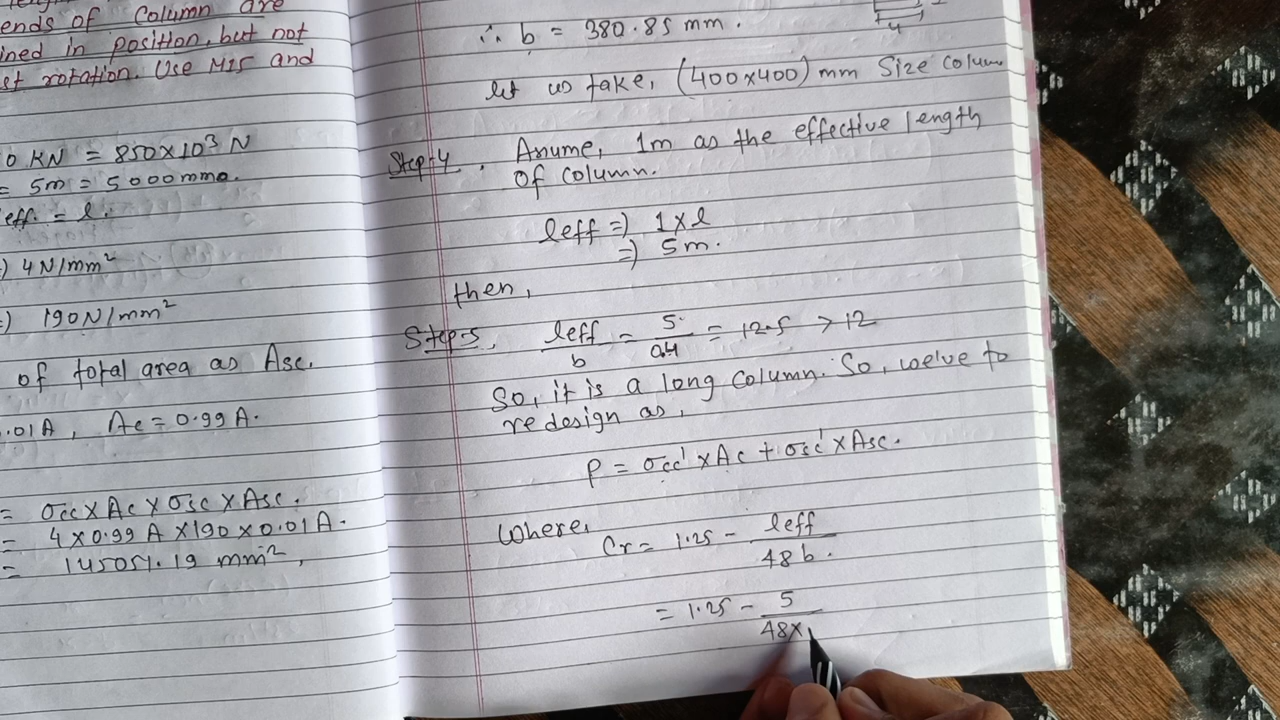 ends of Column are
ined in position, but not
st rotation. Use M15 and
0 KN = 850×10³ N
= 5m = 5000mm.
eff. = l.
) 4N/mm²
) 190N/mm²
of total area as Asc.
.01A, Ac = 0.99A.
= σcc × Ac × σsc × Asc.
= 4×0.99A × 190 × 0.01A.
= 145051.19 mm²,
∴ b = 380.85 mm.
let us take, (400×400) mm Size column
4
Step-4. Assume, 1m as the effective length
of column.
leff ⇒ 1×l
⇒ 5m.
then,
Step-5, leff/b = 5/0.4 = 12.5 > 12
So, it is a long column. So, we've to
redesign as,
P = σcc' × Ac + σsc' × Asc.
Where,
Cr = 1.25 - leff/48b.
= 1.25 - 5/48×